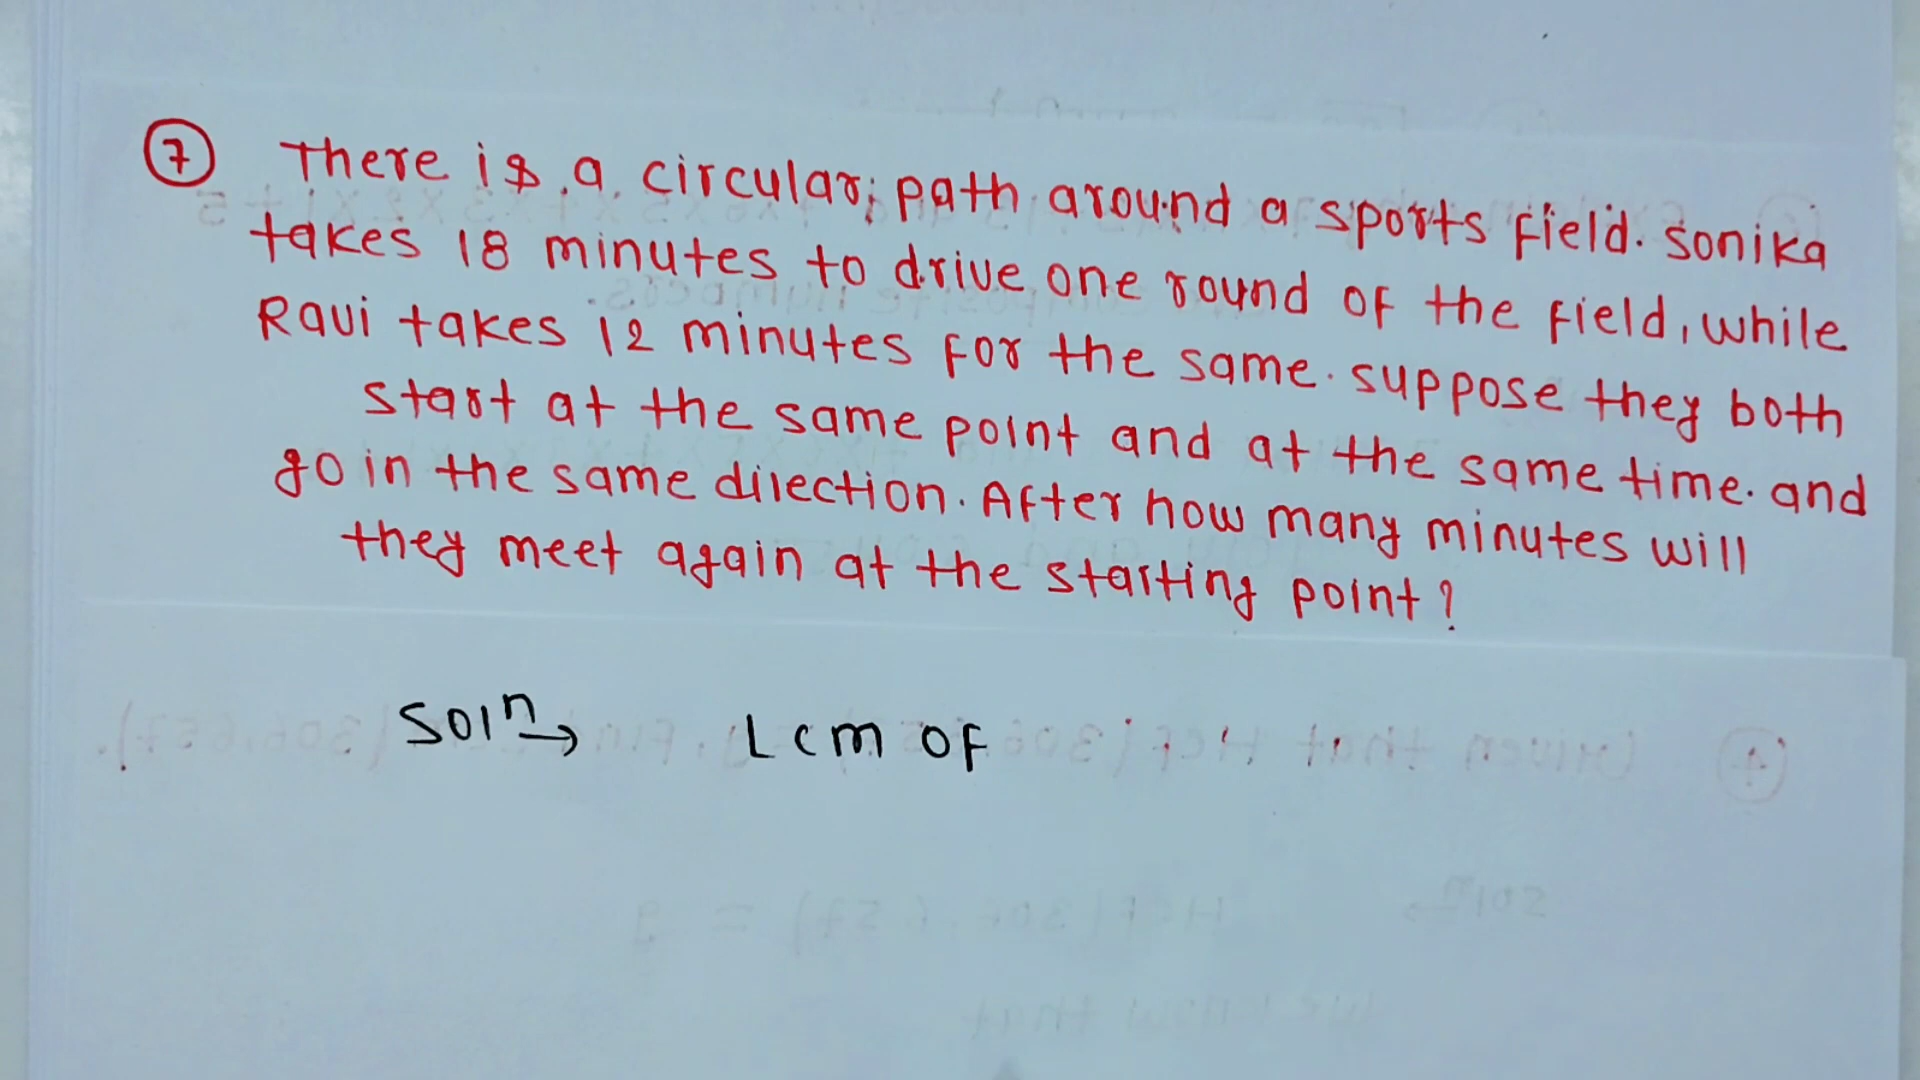 7 There is a circular path around a sports field. Sonika
takes 18 minutes to drive one round of the field, while
Ravi takes 12 minutes for the same. suppose they both
start at the same point and at the same time. and
go in the same direction. After how many minutes will
they meet again at the starting point?
Solⁿ→ Lcm of